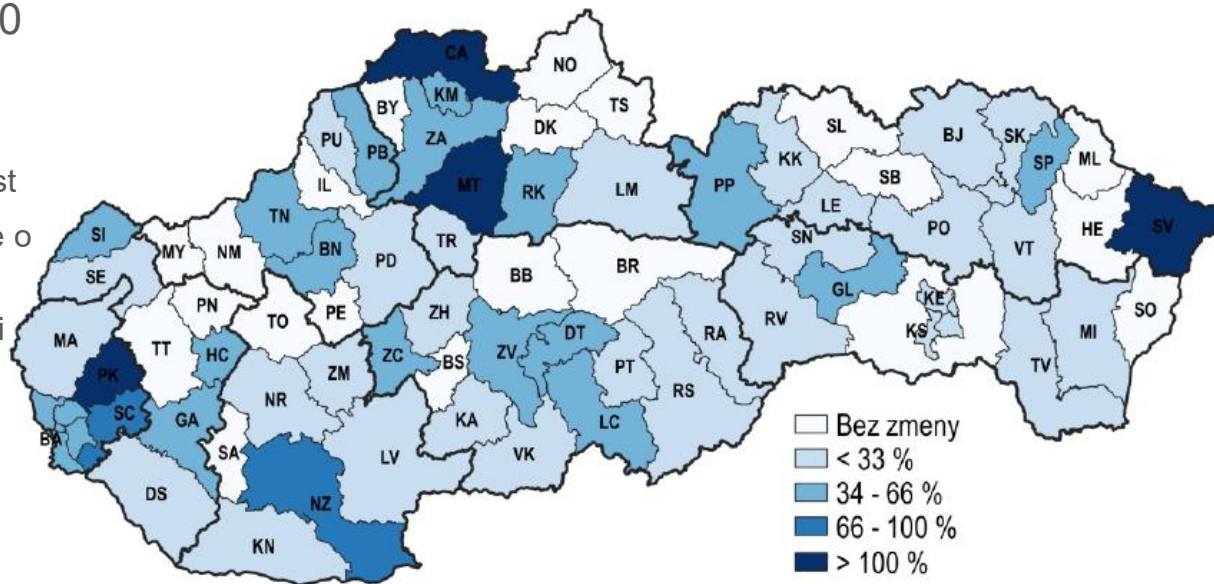 0
st
e o
i
CA
NO
KM
BY
TS
DK
SL
BJ
SK
PU
PB
ZA
SP
ML
KK
SB
IL
MT
RK
LM
PP
LE
HE
SV
TN
TR
SN
PO
VT
SI
BN
MY
NM
PD
BB
BR
SE
GL
PN
PE
KE
SO
TO
ZH
RV
KS
MI
MA
TT
HC
ZC
BS
ZV
DT
RA
PT
TV
PK
ZM
NR
RS
SC
GA
KA
LC
BA
SA
LV
VK
DS
NZ
KN
Bez zmeny
< 33 %
34 - 66 %
66 - 100 %
> 100 %